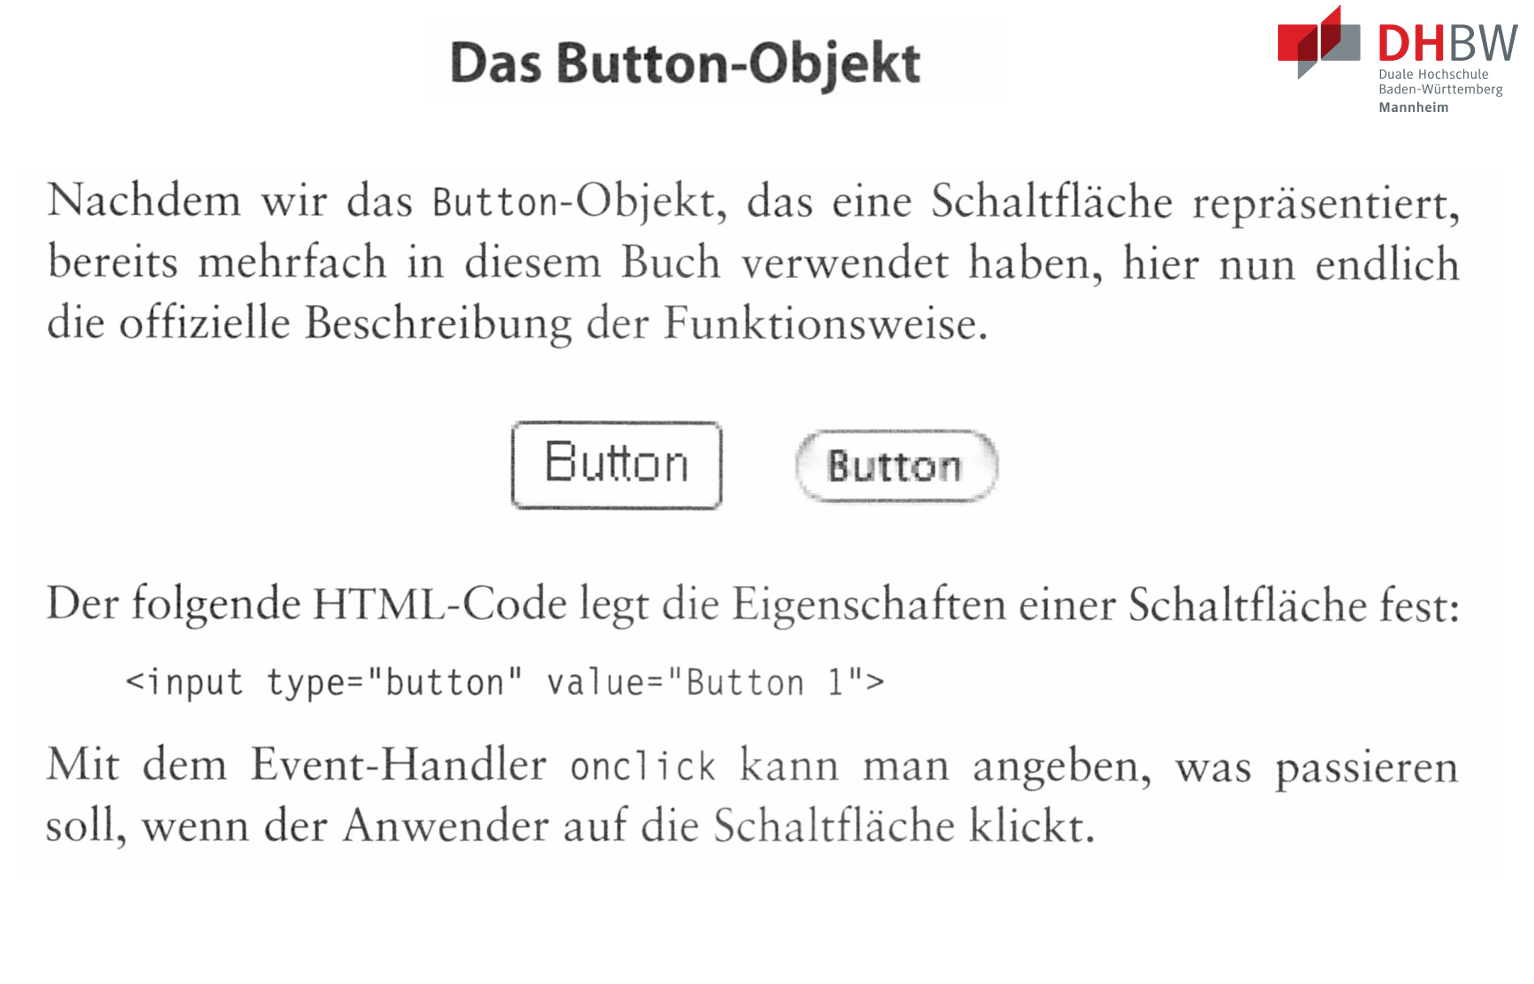 Das Button-Objekt
DHBW
Duale Hochschule
Baden-Württemberg
Mannheim
Nachdem wir das Button-Objekt, das eine Schaltfläche repräsentiert,
bereits mehrfach in diesem Buch verwendet haben, hier nun endlich
die offizielle Beschreibung der Funktionsweise.
Button Button
Der folgende HTML-Code legt die Eigenschaften einer Schaltfläche fest:
<input type="button" value="Button 1">
Mit dem Event-Handler onclick kann man angeben, was passieren
soll, wenn der Anwender auf die Schaltfläche klickt.